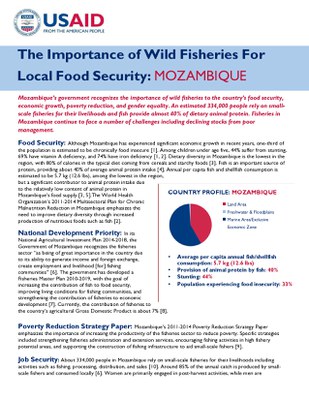 USAID
FROM THE AMERICAN PEOPLE
The Importance of Wild Fisheries For
Local Food Security: MOZAMBIQUE
Mozambique's government recognizes the importance of wild fisheries to the country's food security,
economic growth, poverty reduction, and gender equality. An estimated 334,000 people rely on small-
scale fisheries for their livelihoods and fish provide almost 40% of dietary animal protein. Fisheries in
Mozambique continue to face a number of challenges including declining stocks from poor
management.
Food Security: Although Mozambique has experienced significant economic growth in recent years, one-third of
the population is estimated to be chronically food insecure [1]. Among children under age five, 44% suffer from stunting,
69% have vitamin A deficiency, and 74% have iron deficiency [1, 2]. Dietary diversity in Mozambique is the lowest in the
region, with 80% of calories in the typical diet coming from cereals and starchy foods [3]. Fish is an important source of
protein, providing about 40% of average animal protein intake [4]. Annual per capita fish and shellfish consumption is
estimated to be 5.7 kg (12.6 lbs), among the lowest in the region,
but a significant contributor to animal protein intake due
to the relatively low content of animal protein in
Mozambique's food supply [3, 5]. The World Health
Organization's 2011-2014 Multisectoral Plan for Chronic
Malnutrition Reduction in Mozambique emphasizes the
need to improve dietary diversity through increased
production of nutritious foods such as fish [2].
National Development Priority: In its
National Agricultural Investment Plan 2014-2018, the
Government of Mozambique recognizes the fisheries
sector "as being of great importance in the country due
to its ability to generate income and foreign exchange,
create employment and livelihood [for] fishing
communities" [6]. The government has developed a
Fisheries Master Plan 2010-2019, with the goal of
increasing the contribution of fish to food security,
improving living conditions for fishing communities, and
strengthening the contribution of fisheries to economic
development [7]. Currently, the contribution of fisheries to
the country's agricultural Gross Domestic Product is about 7% [8].
COUNTRY PROFILE: MOZAMBIQUE
Land Area
Freshwater & Floodplains
Marine Area/Exclusive
Economic Zone
• Average per capita annual fish/shellfish
consumption: 5.7 kg (12.6 lbs)
• Provision of animal protein by fish: 40%
• Stunting: 44%
• Population experiencing food insecurity: 33%
Poverty Reduction Strategy Paper: Mozambique's 2011-2014 Poverty Reduction Strategy Paper
emphasizes the importance of increasing the productivity of the fisheries sector to reduce poverty. Specific strategies
included strengthening fisheries administration and extension services, encouraging fishing activities in high fishery
potential areas, and supporting the construction of fishing infrastructure to aid small-scale fishers [9].
Job Security: About 334,000 people in Mozambique rely on small-scale fisheries for their livelihoods including
activities such as fishing, processing, distribution, and sales [10]. Around 85% of the annual catch is produced by small-
scale fishers and consumed locally [6]. Women are primarily engaged in post-harvest activities, while men are